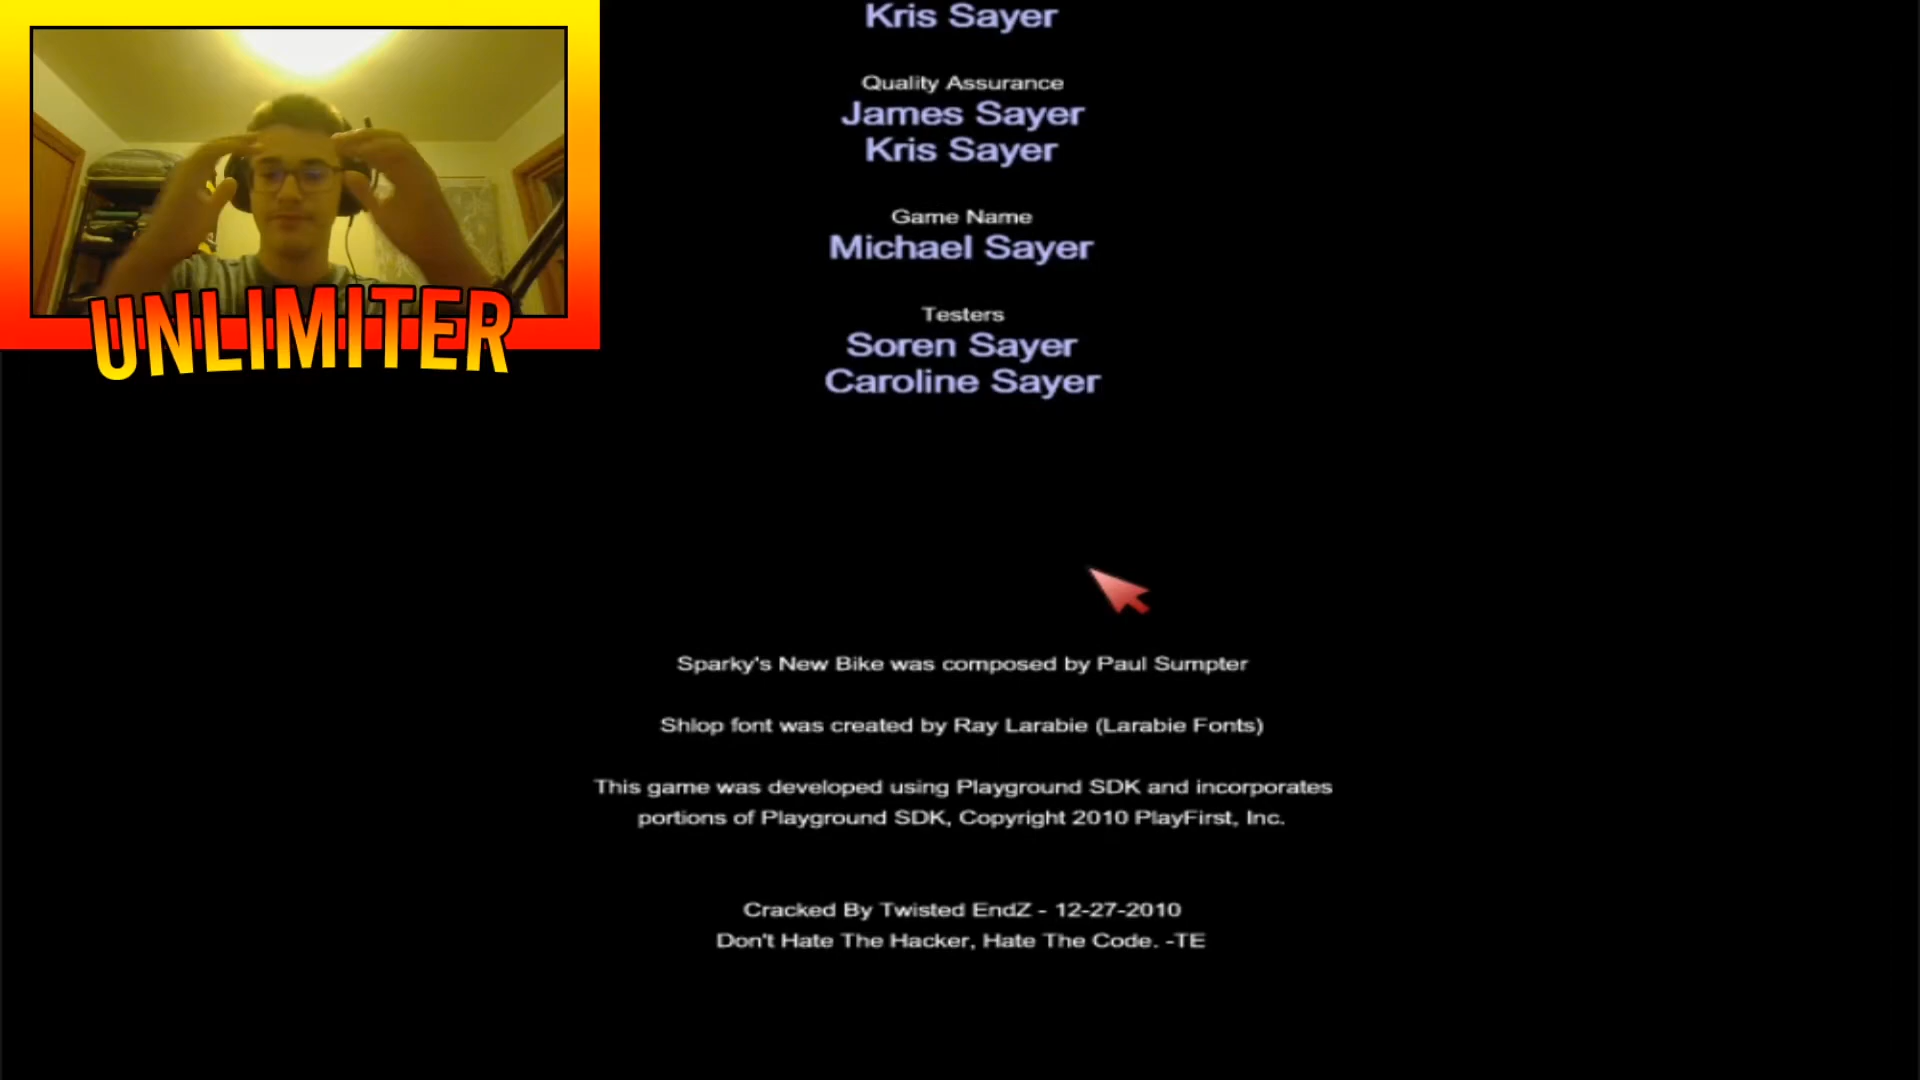 Kris Sayer
Quality Assurance
James Sayer
Kris Sayer
Game Name
Michael Sayer
Testers
Soren Sayer
Caroline Sayer
UNLIMITER
Sparky's New Bike was composed by Paul Sumpter
Shlop font was created by Ray Larabie (Larabie Fonts)
This game was developed using Playground SDK and incorporates
portions of Playground SDK, Copyright 2010 PlayFirst, Inc.
Cracked By Twisted EndZ - 12-27-2010
Don't Hate The Hacker, Hate The Code. -TE